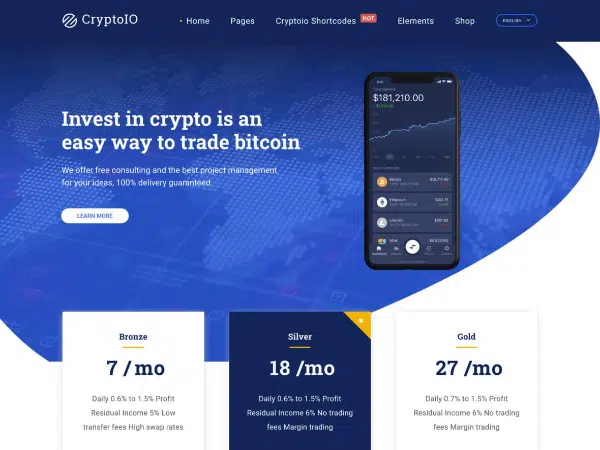 CryptoIO
Home Pages Cryptoio Shortcodes HOT Elements Shop ENGLISH
Invest in crypto is an
easy way to trade bitcoin
We offer free consulting and the best project management
for your ideas, 100% delivery guaranteed.
LEARN MORE
$181,210.00
Bitcoin
Ethereum
Litecoin
Bronze
7 /mo
Daily 0.6% to 1.5% Profit
Residual Income 5% Low
transfer fees High swap rates
Silver
18 /mo
Daily 0.6% to 1.5% Profit
Residual Income 6% No trading
fees Margin trading
Gold
27 /mo
Daily 0.7% to 1.5% Profit
Residual Income 6% No trading
fees Margin trading